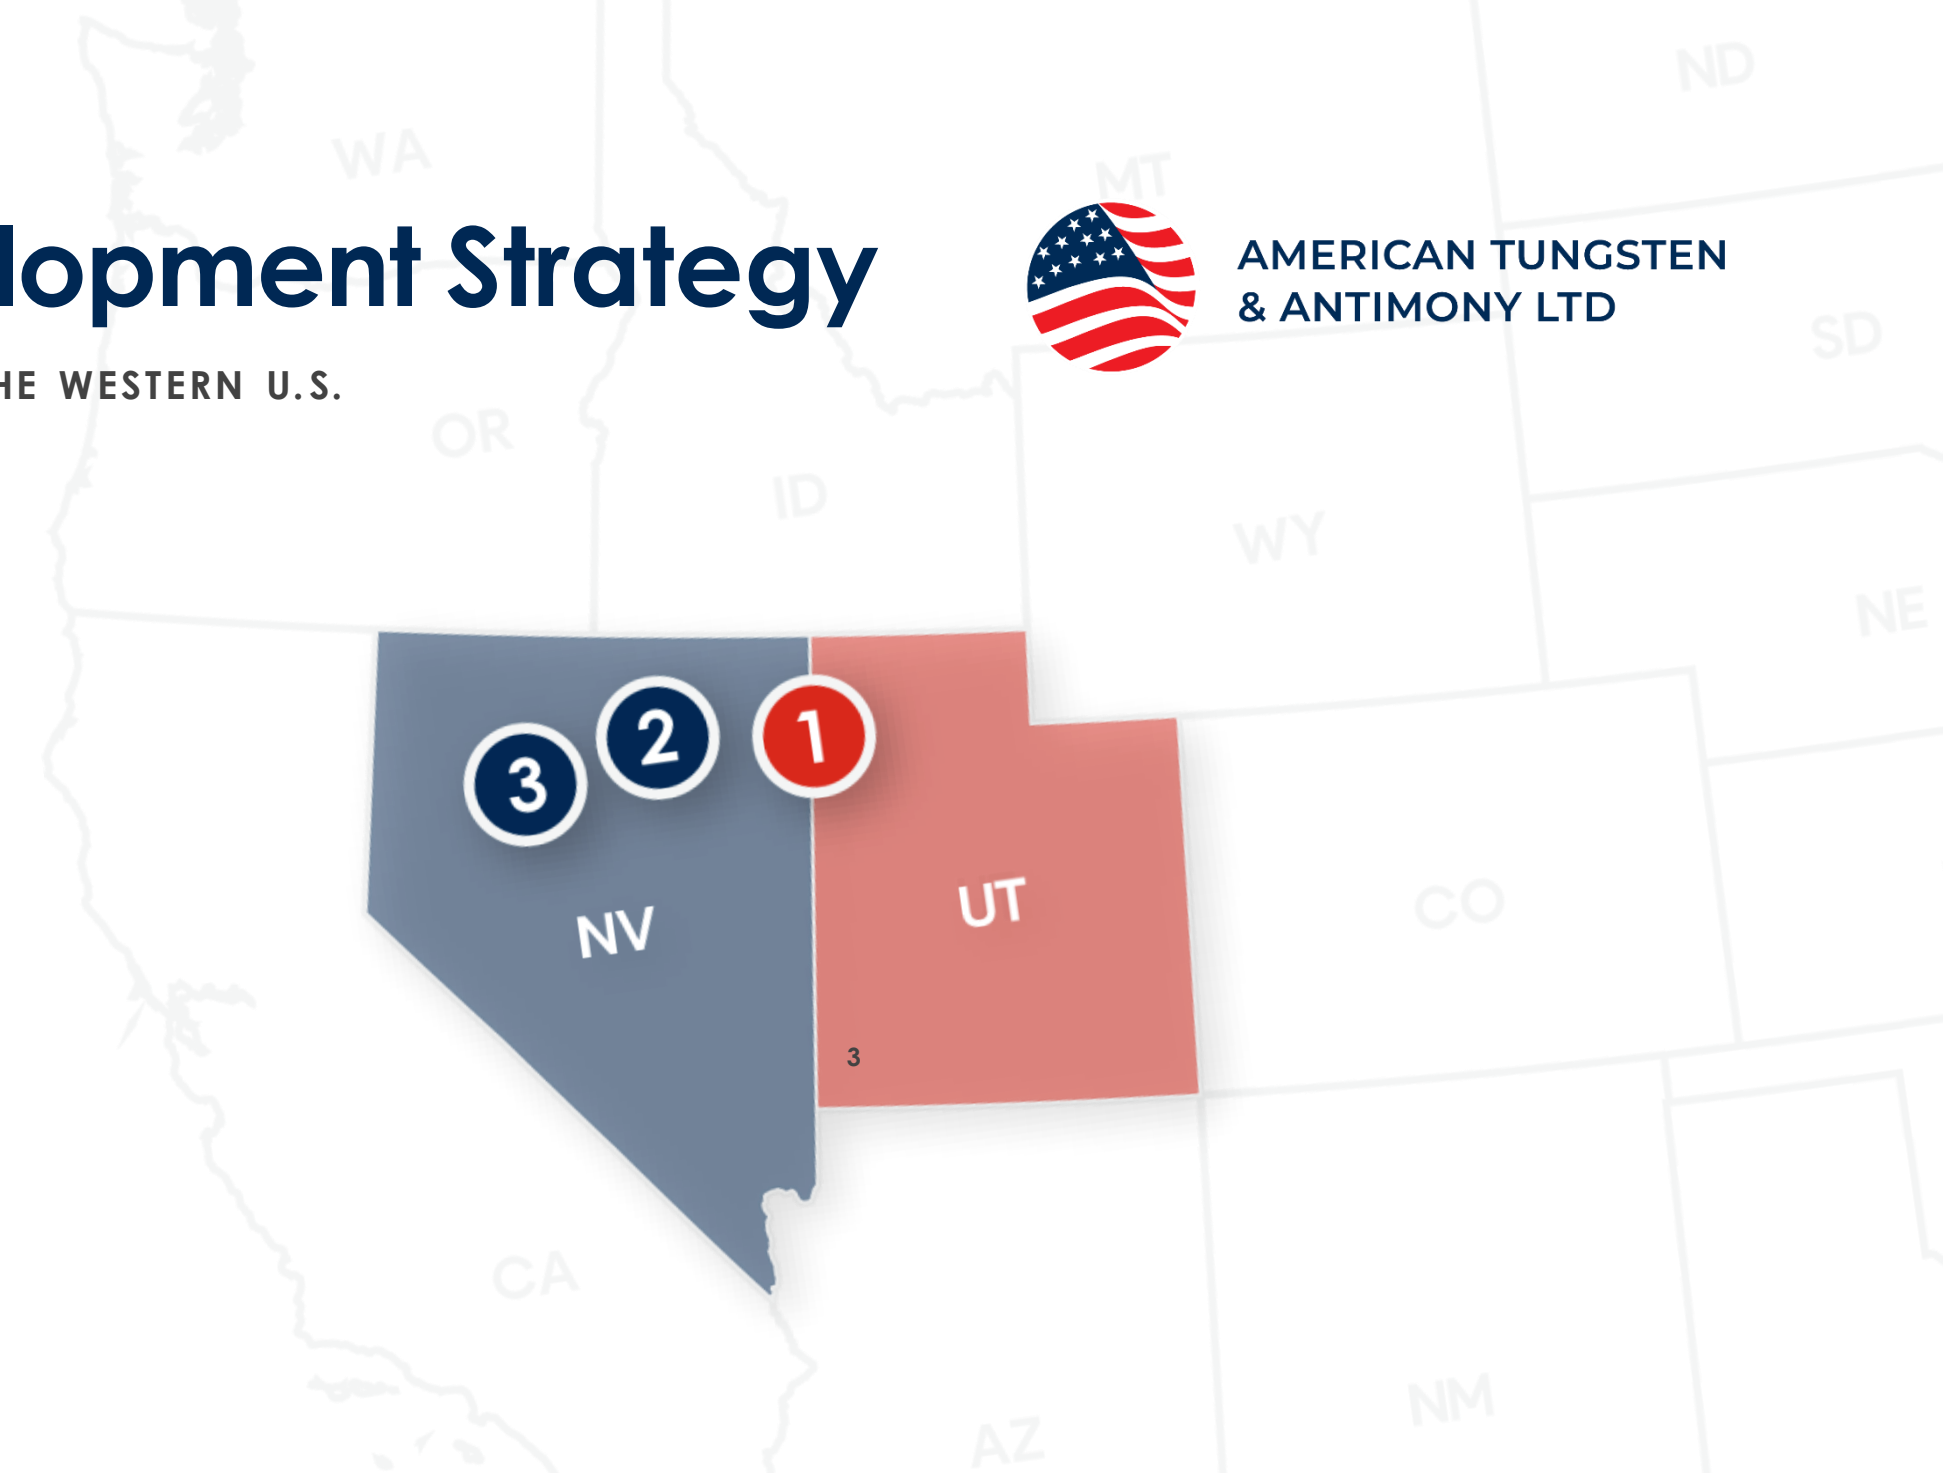 ND
WA
MT
lopment Strategy
AMERICAN TUNGSTEN
& ANTIMONY LTD
SD
HE WESTERN U.S.
OR
ID
WY
NE
1
2
3
UT
CO
NV
3
CA
NM
AZ